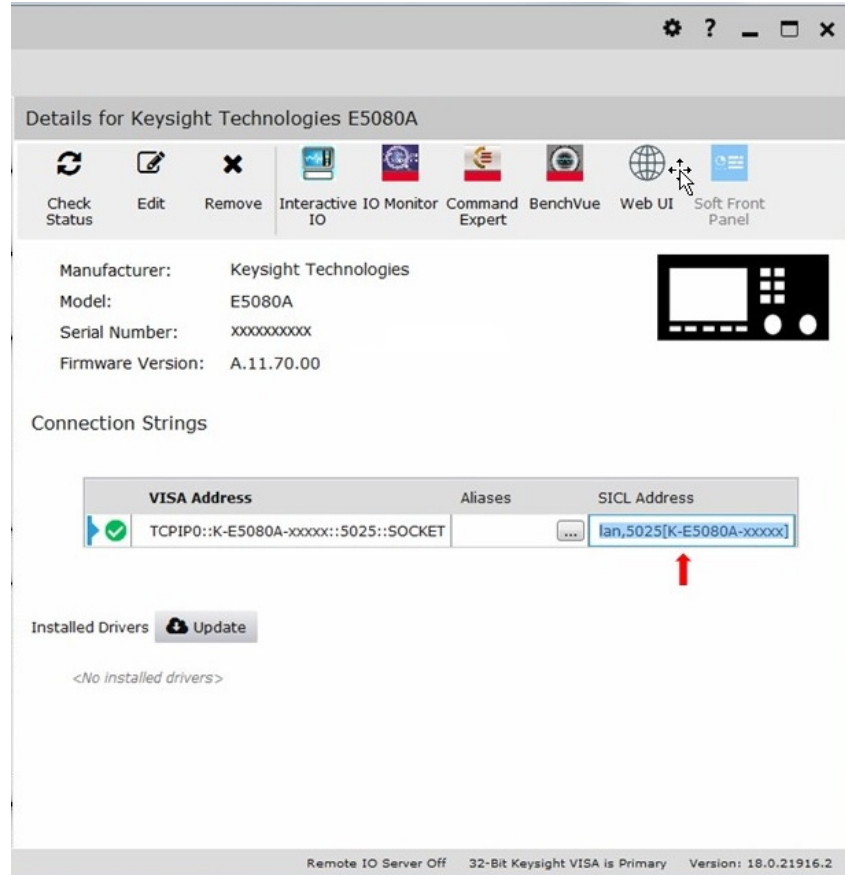 ?
Details for Keysight Technologies E5080A
Check Status
Edit
Remove
Interactive IO
IO Monitor
Command Expert
BenchVue
Web UI
Soft Front Panel
Manufacturer: Keysight Technologies
Model: E5080A
Serial Number: xxxxxxxxxx
Firmware Version: A.11.70.00
Connection Strings
VISA Address Aliases SICL Address
TCPIP0::K-E5080A-xxxxx::5025::SOCKET ... lan,5025[K-E5080A-xxxxx]
Installed Drivers Update
<No installed drivers>
Remote IO Server Off 32-Bit Keysight VISA is Primary Version: 18.0.21916.2